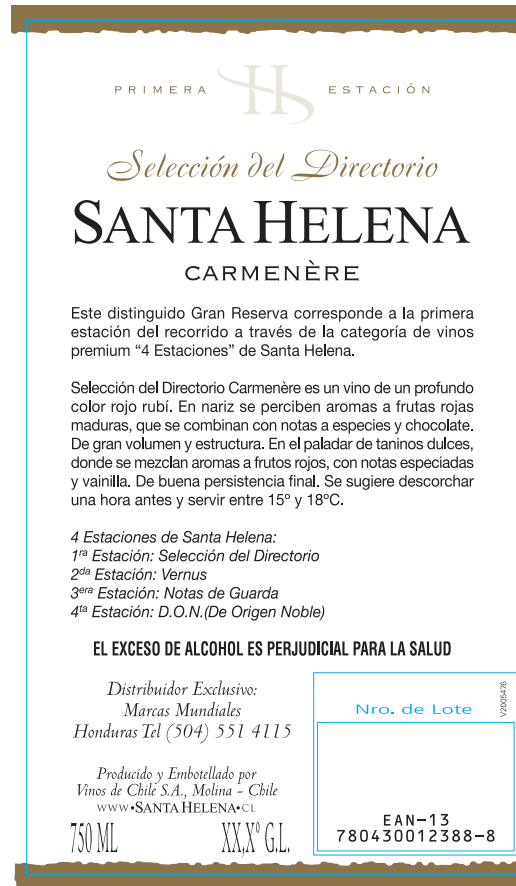 PRIMERA H ESTACIÓN
Selección del Directorio
SANTA HELENA
CARMENÈRE
Este distinguido Gran Reserva corresponde a la primera
estación del recorrido a través de la categoría de vinos
premium “4 Estaciones” de Santa Helena.
Selección del Directorio Carmenère es un vino de un profundo
color rojo rubí. En nariz se perciben aromas a frutas rojas
maduras, que se combinan con notas a especies y chocolate.
De gran volumen y estructura. En el paladar de taninos dulces,
donde se mezclan aromas a frutos rojos, con notas especiadas
y vainilla. De buena persistencia final. Se sugiere descorchar
una hora antes y servir entre 15º y 18ºC.
4 Estaciones de Santa Helena:
1ra Estación: Selección del Directorio
2da Estación: Vernus
3era Estación: Notas de Guarda
4ta Estación: D.O.N.(De Origen Noble)
EL EXCESO DE ALCOHOL ES PERJUDICIAL PARA LA SALUD
Distribuidor Exclusivo:
Marcas Mundiales
Honduras Tel (504) 551 4115
Producido y Embotellado por
Vinos de Chile S.A., Molina - Chile
WWW•SANTA HELENA•CL
750 ML XX,Xº G.L.
Nro. de Lote
V2005476
EAN-13
780430012388-8